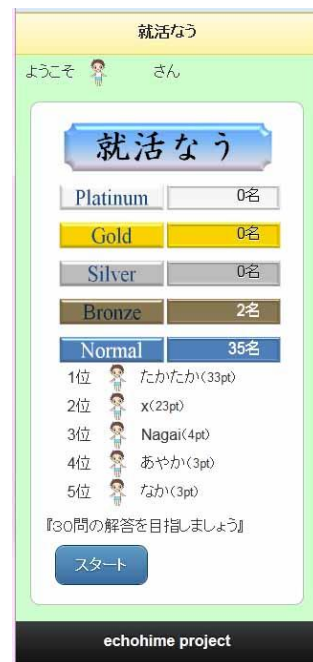 就活なう
ようこそ さん
就活なう
Platinum 0名
Gold 0名
Silver 0名
Bronze 2名
Normal 35名
1位 たかたか(33pt)
2位 x(23pt)
3位 Nagai(4pt)
4位 あやか(3pt)
5位 なか(3pt)
『30問の解答を目指しましょう』
スタート
echohime project